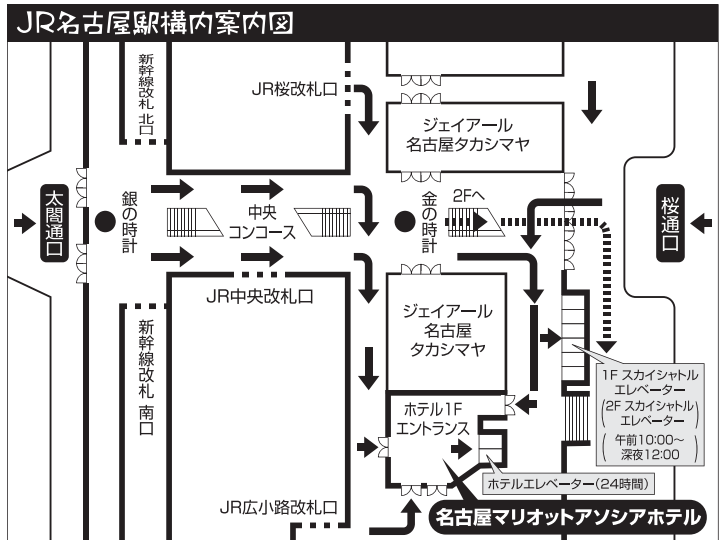 JR名古屋駅構内案内図
新幹線改札 北口
JR桜改札口
ジェイアール
名古屋タカシマヤ
太閤通口
銀の時計
中央
コンコース
金の時計
2Fへ
桜通口
JR中央改札口
ジェイアール
名古屋
タカシマヤ
新幹線改札 南口
1F スカイシャトル
エレベーター
(2F スカイシャトル
エレベーター)
(午前10:00〜
深夜12:00)
ホテル1F
エントランス
ホテルエレベーター(24時間)
JR広小路改札口
名古屋マリオットアソシアホテル